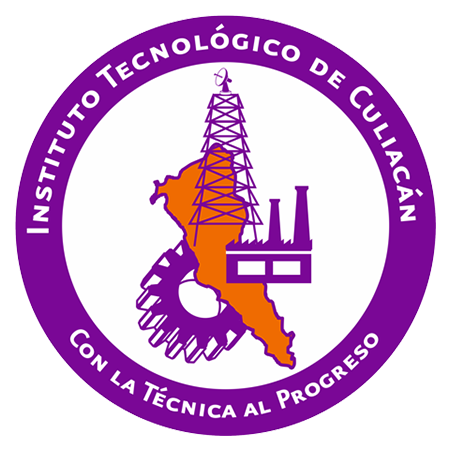 Instituto Tecnológico de Culiacán
Con la Técnica al Progreso